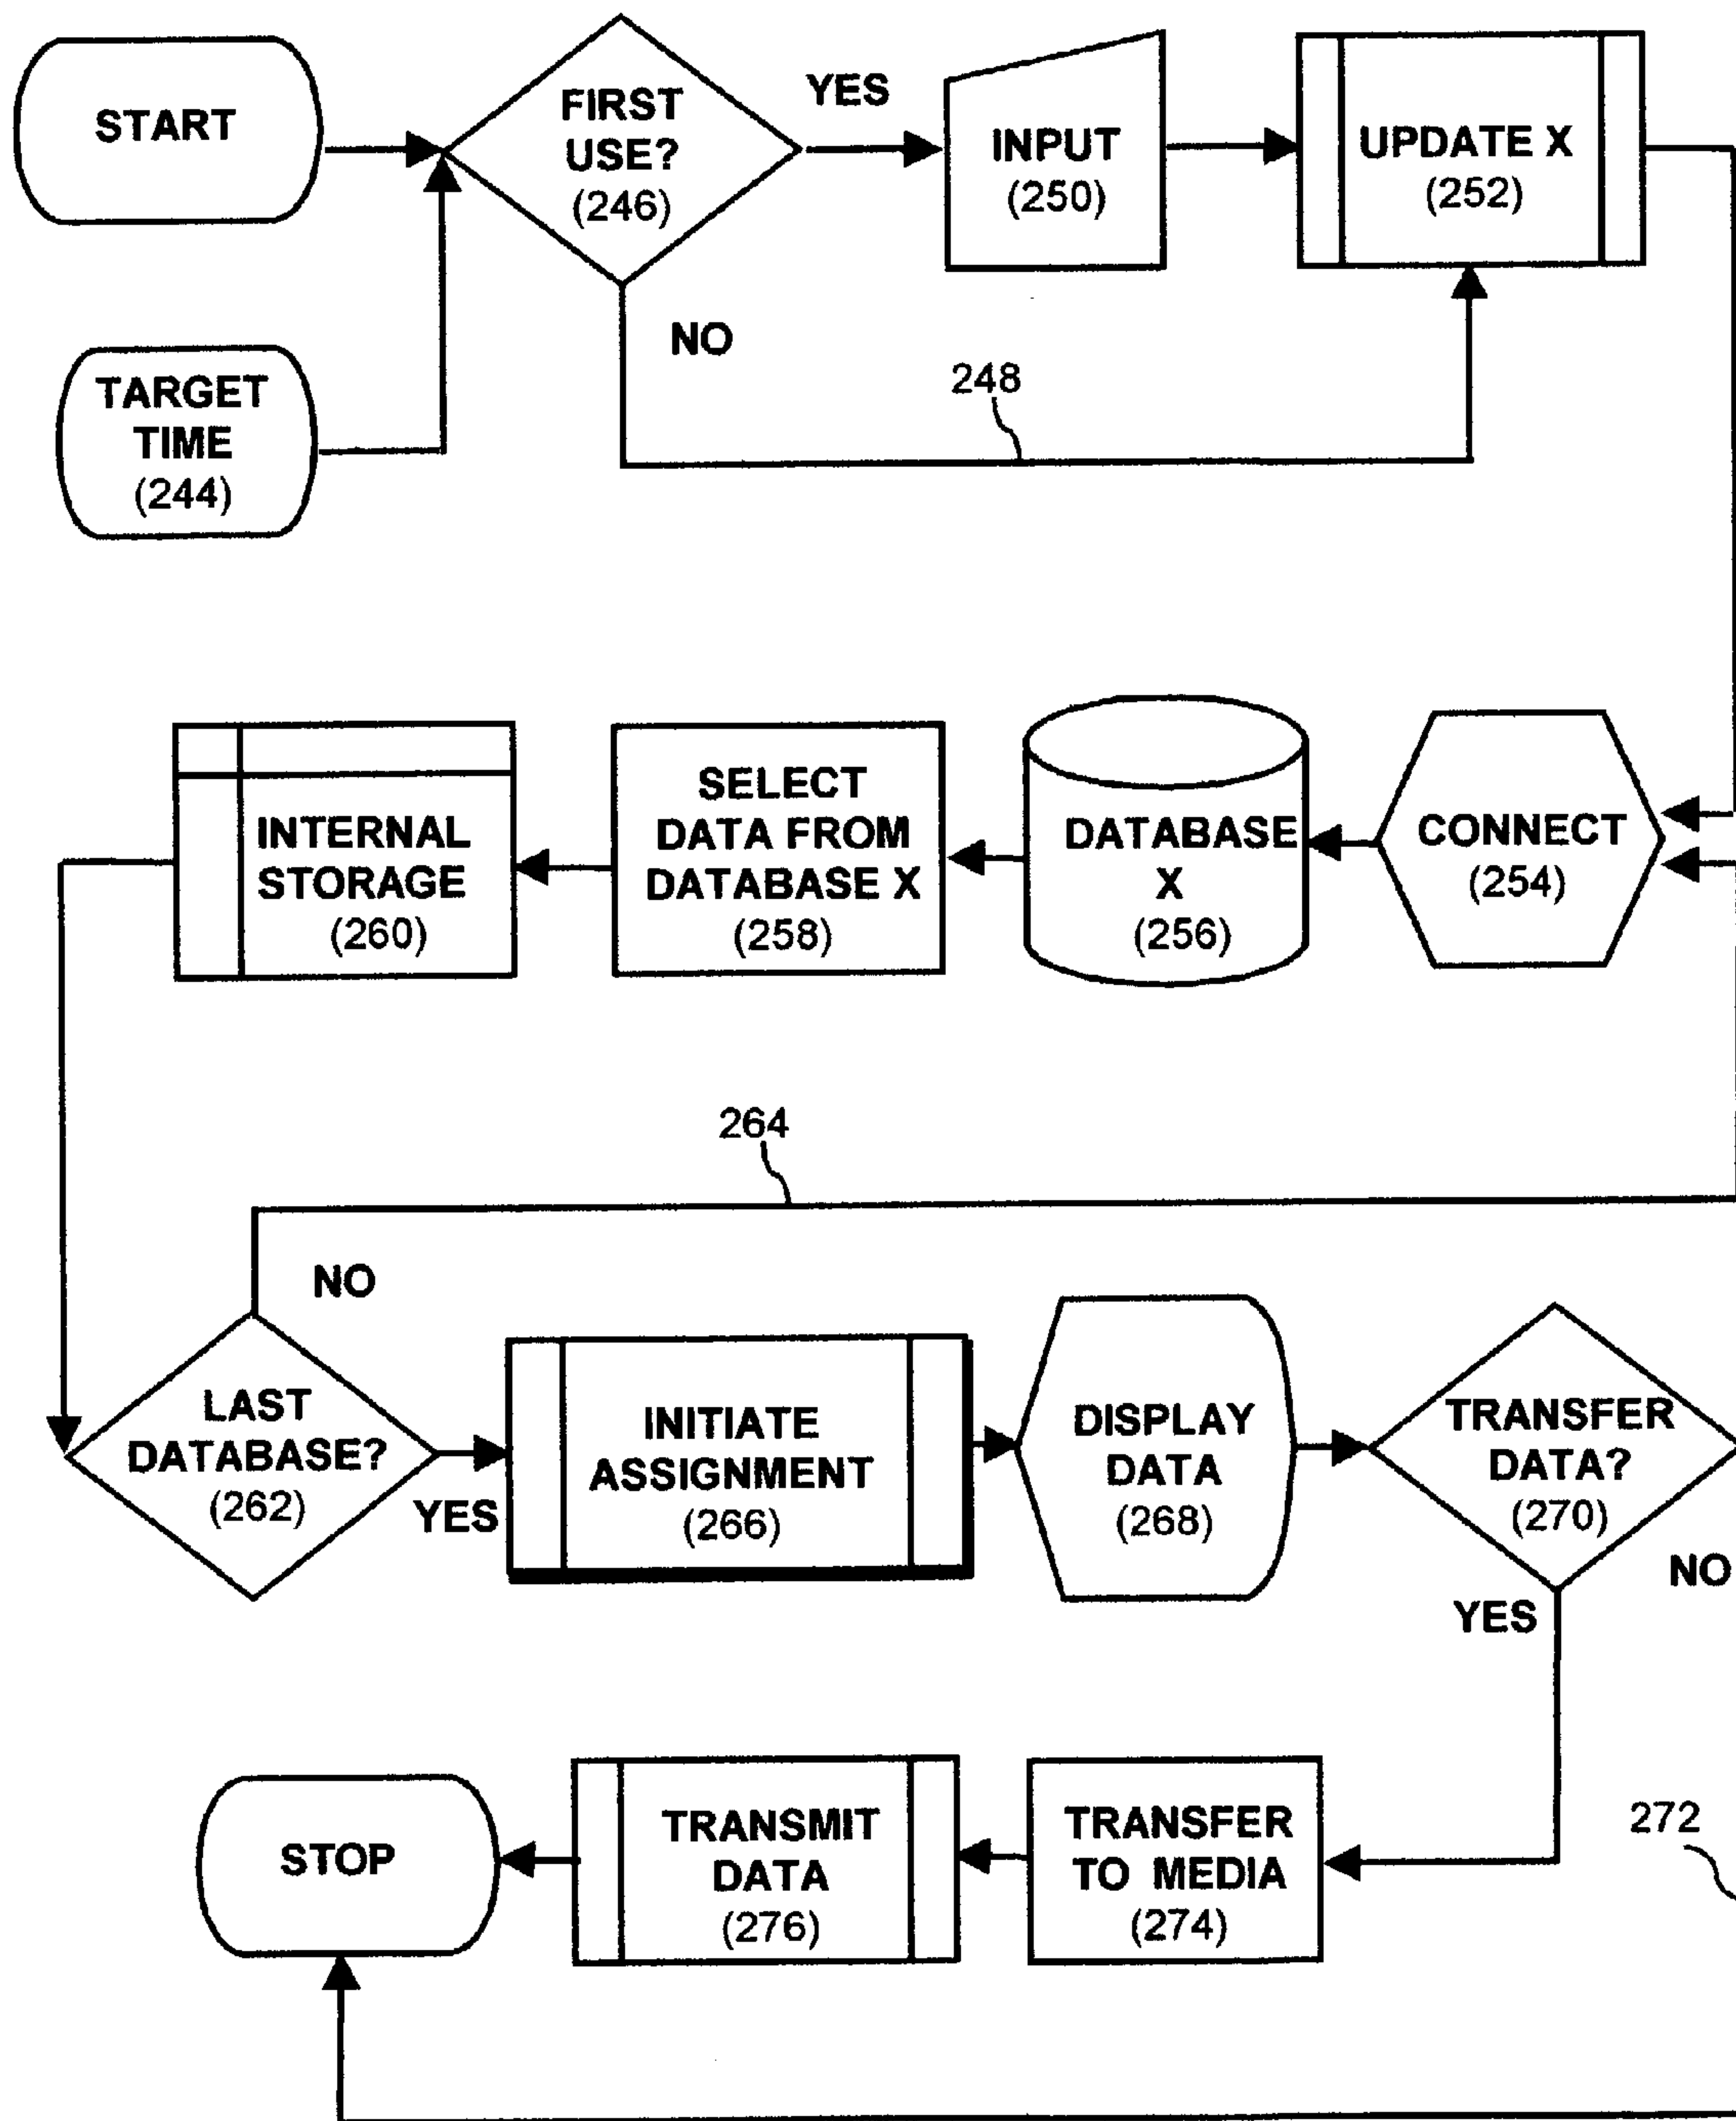 START
FIRST
USE?
(246)
YES
INPUT
(250)
UPDATE X
(252)
NO
248
TARGET
TIME
(244)
INTERNAL
STORAGE
(260)
SELECT
DATA FROM
DATABASE X
(258)
DATABASE
X
(256)
CONNECT
(254)
264
NO
LAST
DATABASE?
(262)
YES
INITIATE
ASSIGNMENT
(266)
DISPLAY
DATA
(268)
TRANSFER
DATA?
(270)
NO
YES
STOP
TRANSMIT
DATA
(276)
TRANSFER
TO MEDIA
(274)
272